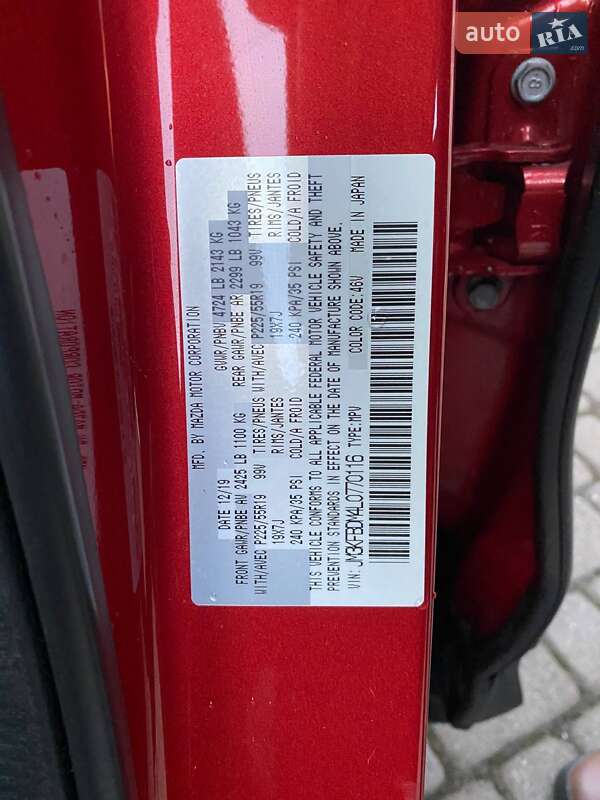 auto RIA .com
MFD. BY MAZDA MOTOR CORPORATION
DATE 12/19 GVWR/PNBV 4724 LB 2143 KG
FRONT GAWR/PNBE AV 2425 LB 1100 KG REAR GAWR/PNBE AR 2299 LB 1043 KG
WITH/AVEC P225/55R19 99V TIRES/PNEUS WITH/AVEC P225/55R19 99V TIRES/PNEUS
19X7J RIMS/JANTES 19X7J RIMS/JANTES
240 KPA/35 PSI COLD/A FROID 240 KPA/35 PSI COLD/A FROID
THIS VEHICLE CONFORMS TO ALL APPLICABLE FEDERAL MOTOR VEHICLE SAFETY AND THEFT
PREVENTION STANDARDS IN EFFECT ON THE DATE OF MANUFACTURE SHOWN ABOVE.
VIN: JM3KFBDM4L0770116 TYPE:MPV COLOR CODE:46V MADE IN JAPAN